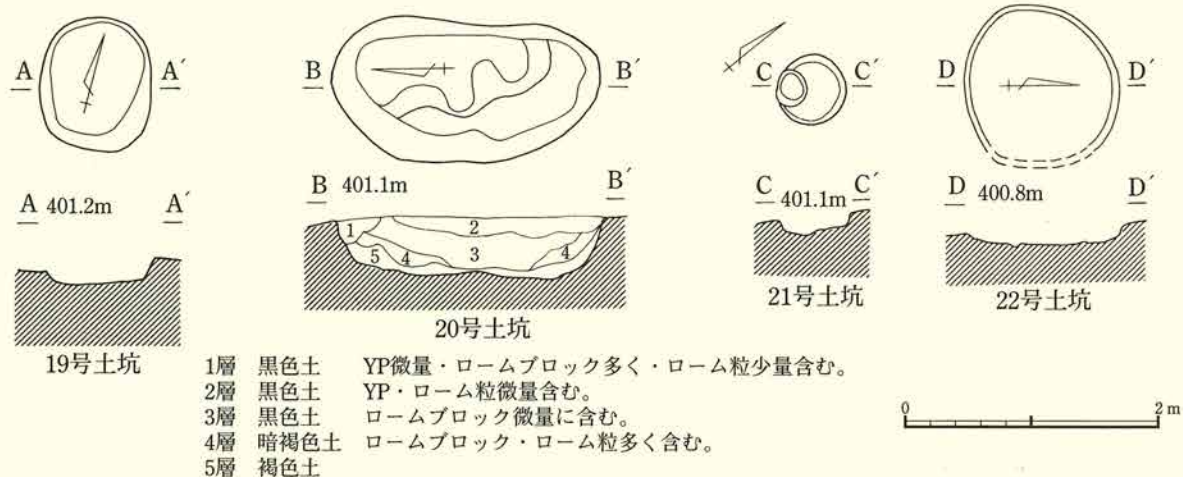 A A´ B B´ C C´ D D´
A 401.2m A´
B 401.1m B´
C 401.1m C´
D 400.8m D´
1 2 3 4 5 4
19号土坑
20号土坑
21号土坑
22号土坑
1層 黒色土 YP微量・ロームブロック多く・ローム粒少量含む。
2層 黒色土 YP・ローム粒微量含む。
3層 黒色土 ロームブロック微量に含む。
4層 暗褐色土 ロームブロック・ローム粒多く含む。
5層 褐色土
0 2 m